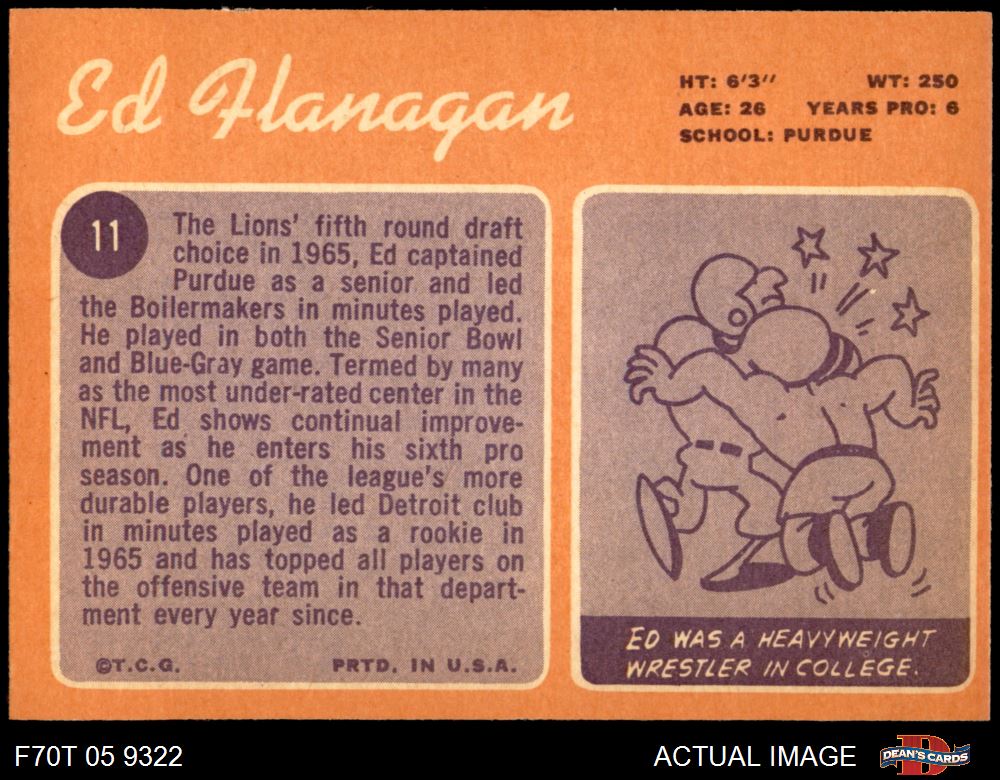 Ed Flanagan
HT: 6'3" WT: 250
AGE: 26 YEARS PRO: 6
SCHOOL: PURDUE
11
The Lions' fifth round draft
choice in 1965, Ed captained
Purdue as a senior and led
the Boilermakers in minutes played.
He played in both the Senior Bowl
and Blue-Gray game. Termed by many
as the most under-rated center in the
NFL, Ed shows continual improve-
ment as he enters his sixth pro
season. One of the league's more
durable players, he led Detroit club
in minutes played as a rookie in
1965 and has topped all players on
the offensive team in that depart-
ment every year since.
©T.C.G. PRTD. IN U.S.A.
ED WAS A HEAVYWEIGHT
WRESTLER IN COLLEGE.
F70T 05 9322 ACTUAL IMAGE
D
DEAN'S CARDS